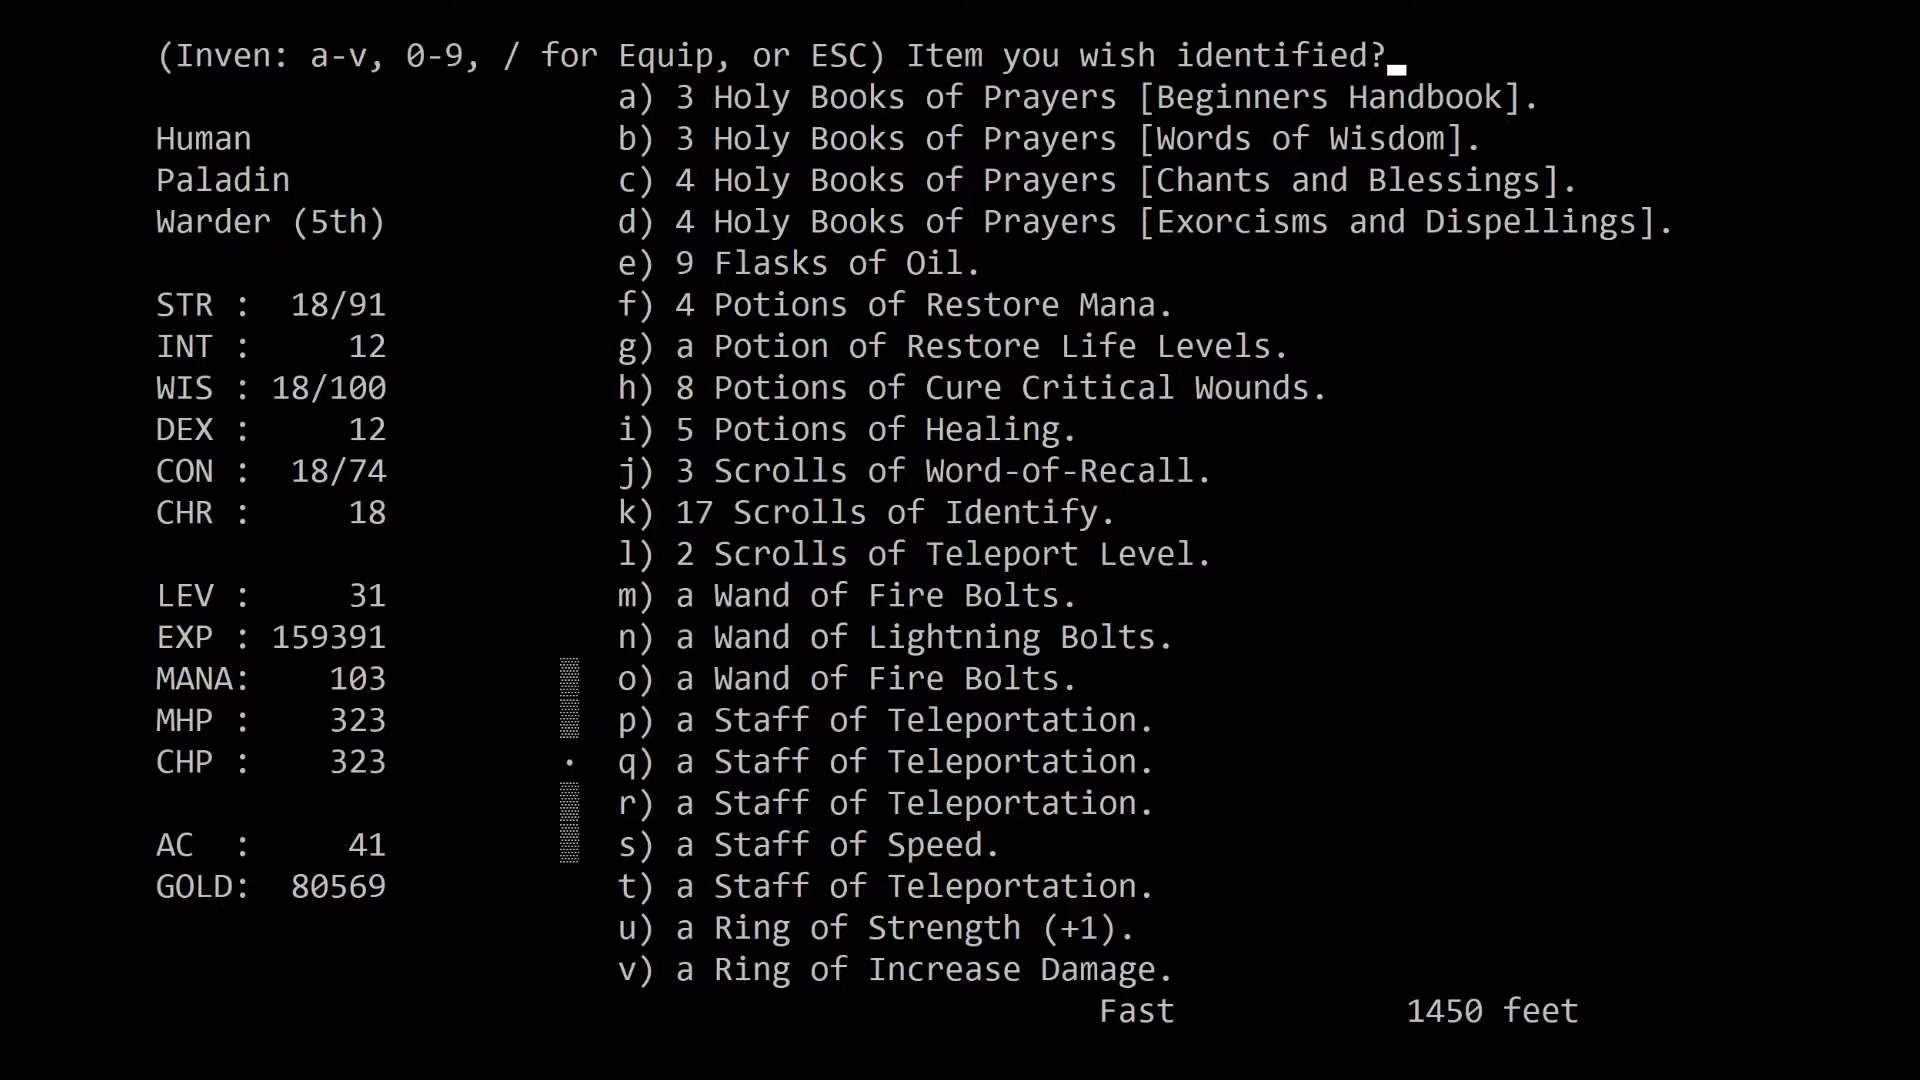 (Inven: a-v, 0-9, / for Equip, or ESC) Item you wish identified?
a) 3 Holy Books of Prayers [Beginners Handbook].
Human b) 3 Holy Books of Prayers [Words of Wisdom].
Paladin c) 4 Holy Books of Prayers [Chants and Blessings].
Warder (5th) d) 4 Holy Books of Prayers [Exorcisms and Dispellings].
e) 9 Flasks of Oil.
STR : 18/91 f) 4 Potions of Restore Mana.
INT : 12 g) a Potion of Restore Life Levels.
WIS : 18/100 h) 8 Potions of Cure Critical Wounds.
DEX : 12 i) 5 Potions of Healing.
CON : 18/74 j) 3 Scrolls of Word-of-Recall.
CHR : 18 k) 17 Scrolls of Identify.
l) 2 Scrolls of Teleport Level.
LEV : 31 m) a Wand of Fire Bolts.
EXP : 159391 n) a Wand of Lightning Bolts.
MANA: 103 o) a Wand of Fire Bolts.
MHP : 323 p) a Staff of Teleportation.
CHP : 323 . q) a Staff of Teleportation.
r) a Staff of Teleportation.
AC : 41 s) a Staff of Speed.
GOLD: 80569 t) a Staff of Teleportation.
u) a Ring of Strength (+1).
v) a Ring of Increase Damage.
Fast 1450 feet